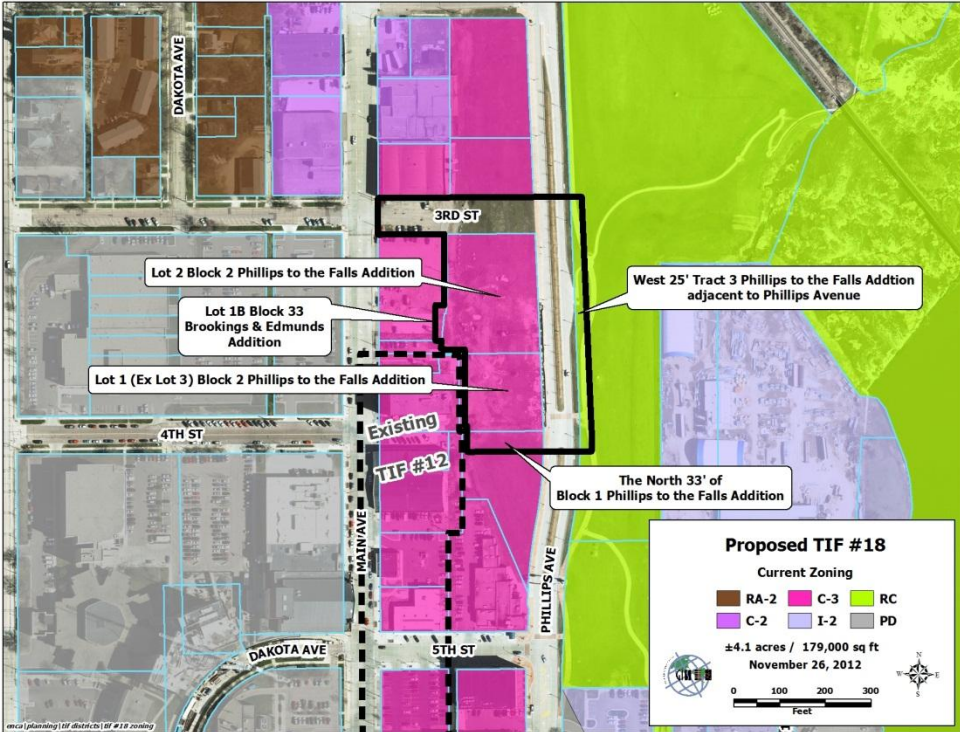 DAKOTA AVE
3RD ST
Lot 2 Block 2 Phillips to the Falls Addition
West 25' Tract 3 Phillips to the Falls Addtion
adjacent to Phillips Avenue
Lot 1B Block 33
Brookings & Edmunds
Addition
Lot 1 (Ex Lot 3) Block 2 Phillips to the Falls Addition
4TH ST
Existing
TIF #12
The North 33' of
Block 1 Phillips to the Falls Addition
MAIN AVE
PHILLIPS AVE
DAKOTA AVE
5TH ST
Proposed TIF #18
Current Zoning
RA-2
C-3
RC
C-2
I-2
PD
±4.1 acres / 179,000 sq ft
November 26, 2012
N
W
E
S
0 100 200 300
Feet
enca|planning|tif districts|tif #18 zoning